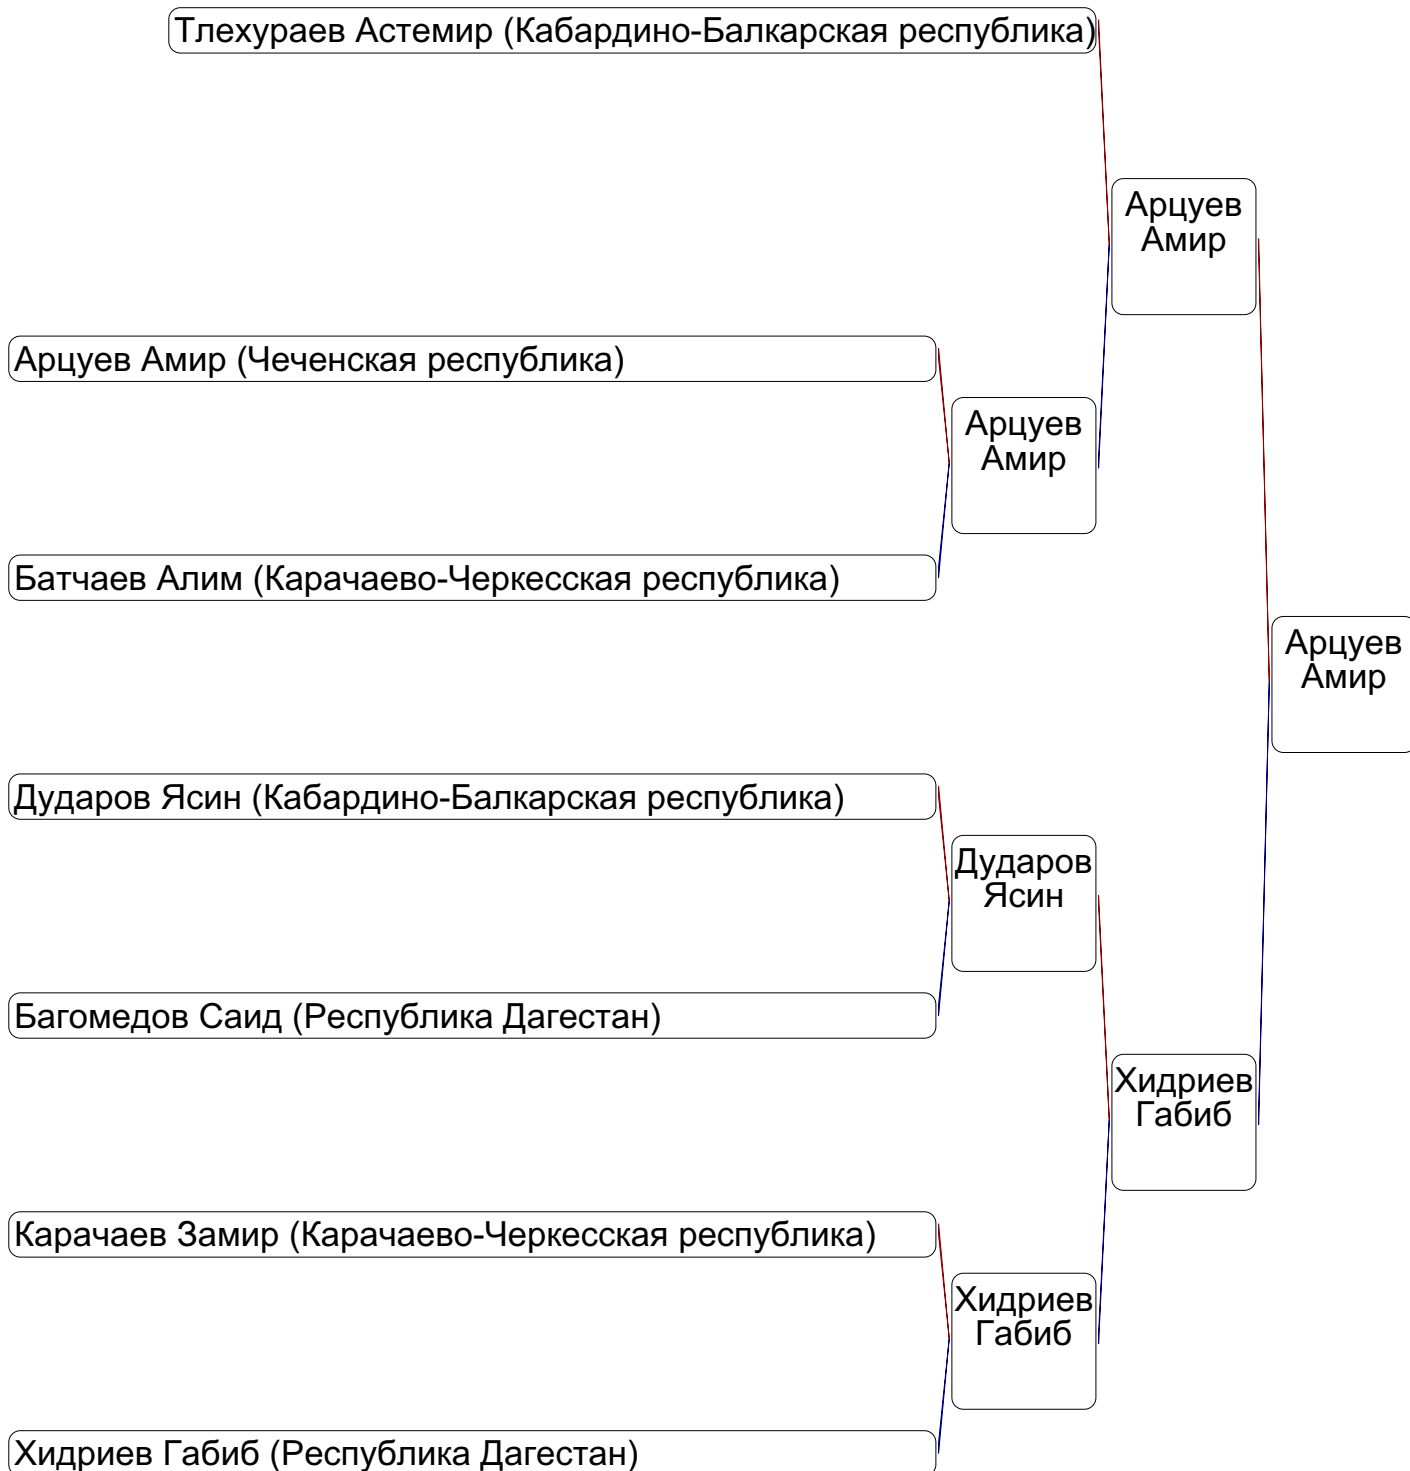 Тлехураев Астемир (Кабардино-Балкарская республика)
Арцуев
Амир
Арцуев Амир (Чеченская республика)
Арцуев
Амир
Батчаев Алим (Карачаево-Черкесская республика)
Арцуев
Амир
Дударов Ясин (Кабардино-Балкарская республика)
Дударов
Ясин
Багомедов Саид (Республика Дагестан)
Хидриев
Габиб
Карачаев Замир (Карачаево-Черкесская республика)
Хидриев
Габиб
Хидриев Габиб (Республика Дагестан)